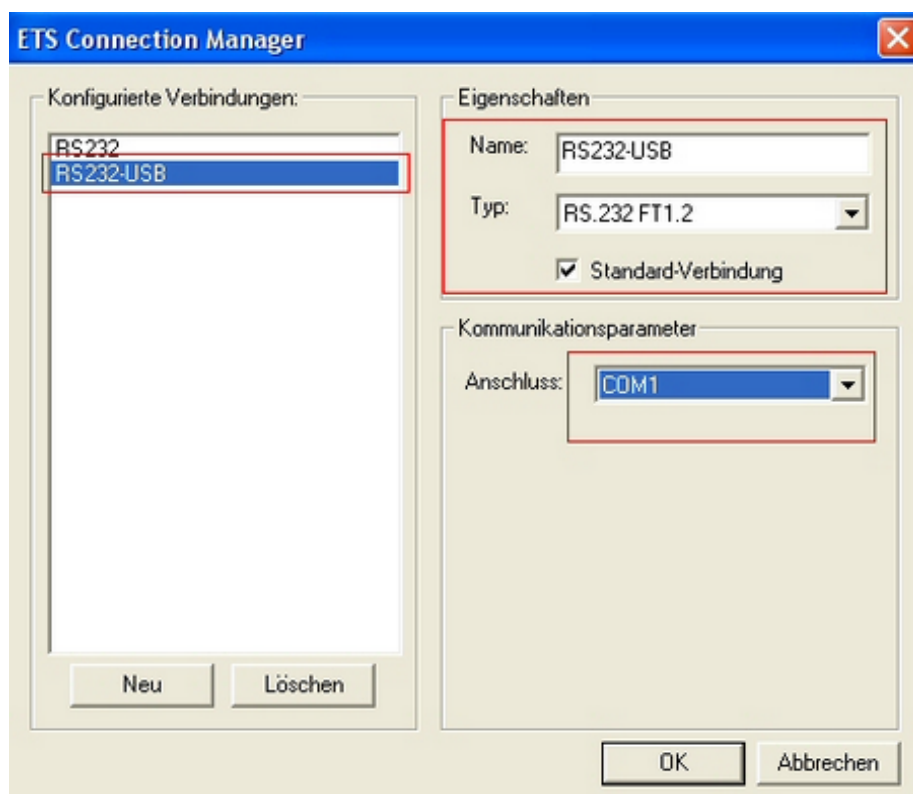 ETS Connection Manager
Konfigurierte Verbindungen:
RS232
RS232-USB
Neu
Löschen
Eigenschaften
Name:
RS232-USB
Typ:
RS.232 FT1.2
Standard-Verbindung
Kommunikationsparameter
Anschluss:
COM1
OK
Abbrechen